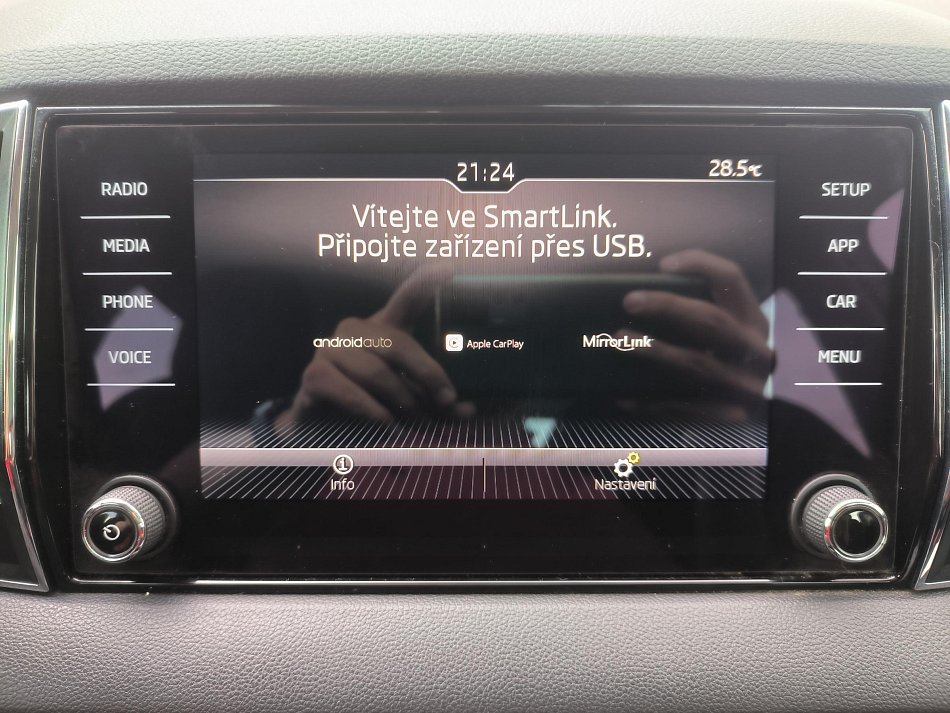 21:24
28.5°C
RADIO
MEDIA
PHONE
VOICE
Vítejte ve SmartLink.
Připojte zařízení přes USB.
androidauto
Apple CarPlay
MirrorLink
Info
Nastavení
SETUP
APP
CAR
MENU